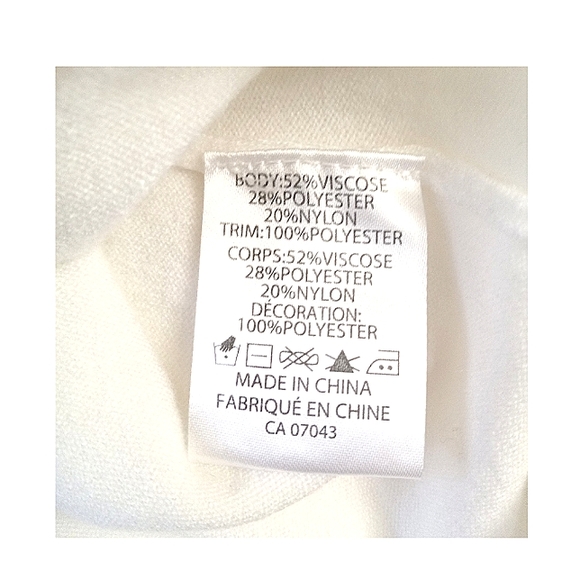 BODY:52%VISCOSE
28%POLYESTER
20%NYLON
TRIM:100%POLYESTER
CORPS:52%VISCOSE
28%POLYESTER
20%NYLON
DÉCORATION:
100%POLYESTER
MADE IN CHINA
FABRIQUÉ EN CHINE
CA 07043